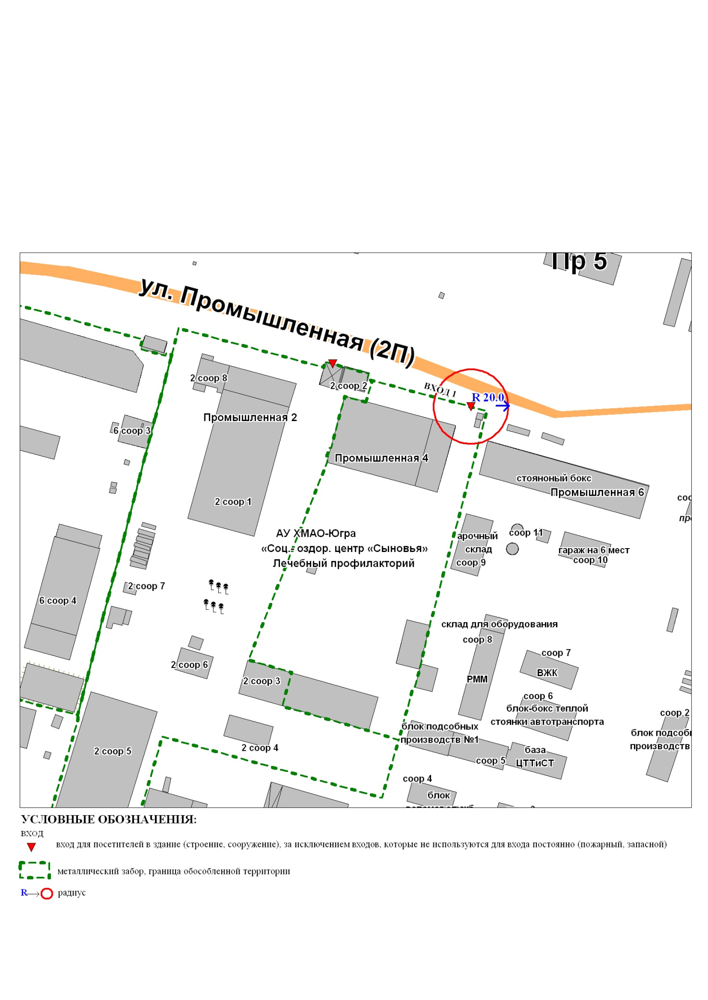 Пр 5
ул. Промышленная (2П)
2 соор 8
2 соор 2
ВХОД 1
R 20.0
Промышленная 2
6 соор 3
Промышленная 4
стояноный бокс
Промышленная 6
2 соор 1
соо
пр
АУ ХМАО-Югра
«Соц.- оздор. центр «Сыновья»
Лечебный профилакторий
арочный
склад
соор 9
соор 11
гараж на 6 мест
соор 10
2 соор 7
6 соор 4
склад для оборудования
соор 8
соор 7
ВЖК
2 соор 6
2 соор 3
РММ
соор 6
блок-бокс теплой
стоянки автотранспорта
соор 2
блок подсоб
производств
блок подсобных
производств №1
2 соор 4
2 соор 5
соор 5
база
ЦТТиСТ
соор 4
блок
УСЛОВНЫЕ ОБОЗНАЧЕНИЯ:
ВХОД
вход для посетителей в здание (строение, сооружение), за исключением входов, которые не используются для входа постоянно (пожарный, запасной)
металлический забор, граница обособленной территории
R радиус